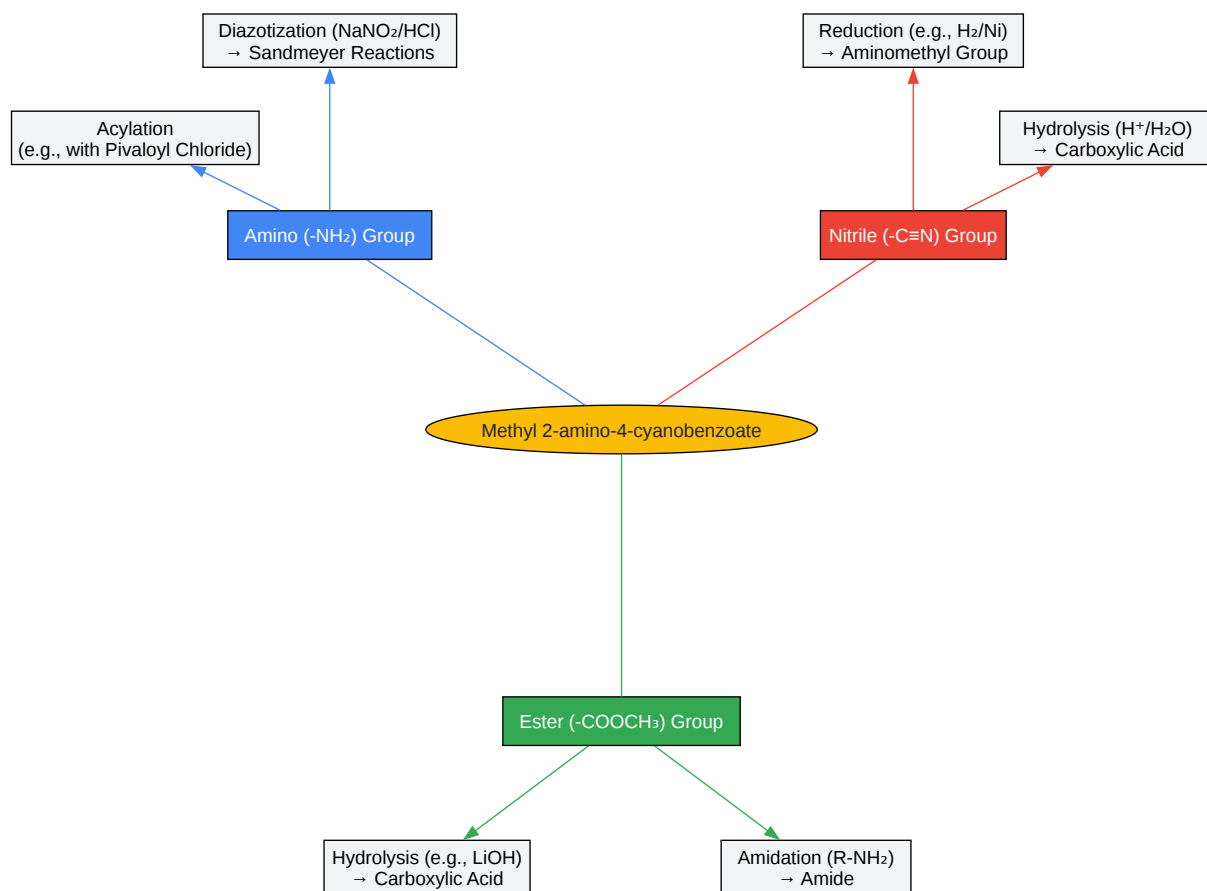 Diazotization (NaNO₂/HCl)
→ Sandmeyer Reactions
Reduction (e.g., H₂/Ni)
→ Aminomethyl Group
Acylation
(e.g., with Pivaloyl Chloride)
Hydrolysis (H⁺/H₂O)
→ Carboxylic Acid
Amino (-NH₂) Group
Nitrile (-C≡N) Group
Methyl 2-amino-4-cyanobenzoate
Ester (-COOCH₃) Group
Hydrolysis (e.g., LiOH)
→ Carboxylic Acid
Amidation (R-NH₂)
→ Amide